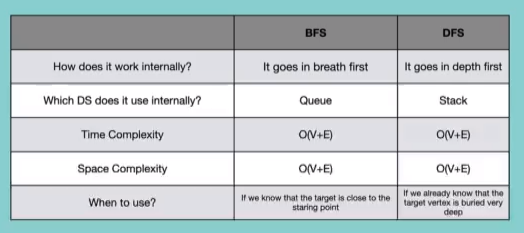 BFS DFS
How does it work internally? It goes in breath first It goes in depth first
Which DS does it use internally? Queue Stack
Time Complexity O(V+E) O(V+E)
Space Complexity O(V+E) O(V+E)
When to use? If we know that the target is close to the staring point If we already know that the target vertex is buried very deep